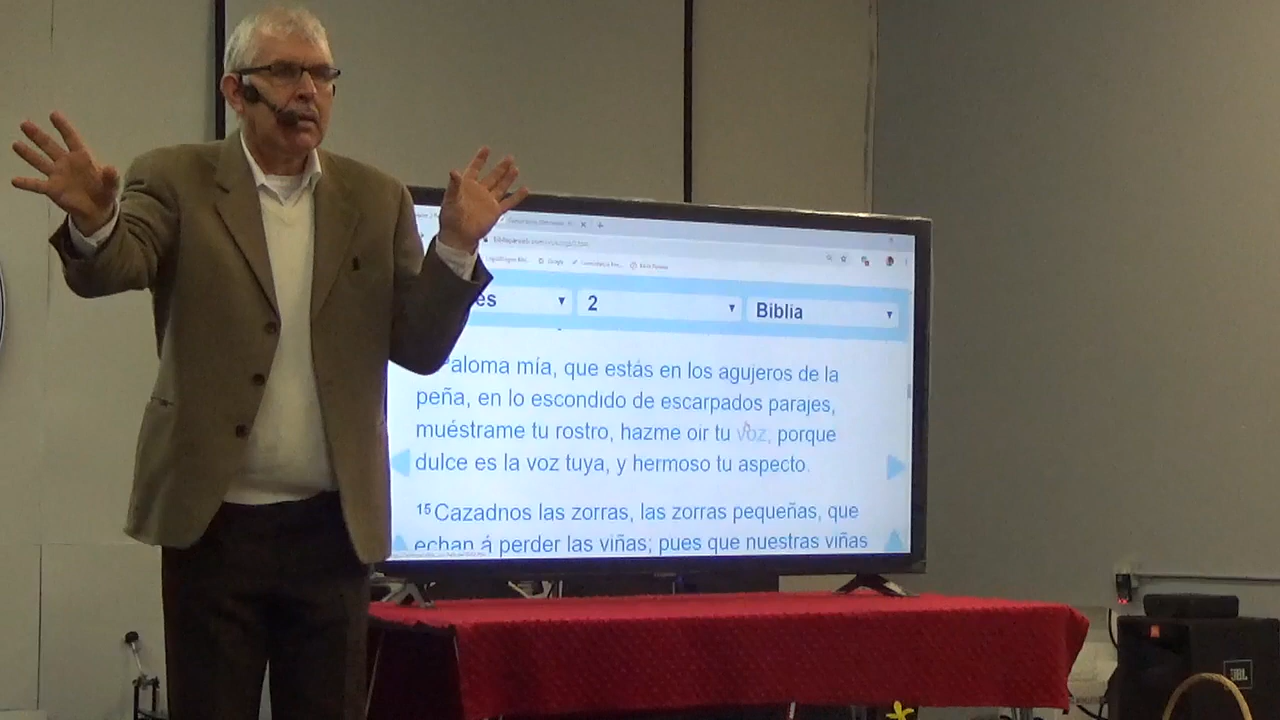 Google
es
2
Biblia
aloma mía, que estás en los agujeros de la
peña, en lo escondido de escarpados parajes,
muéstrame tu rostro, hazme oir tu voz; porque
dulce es la voz tuya, y hermoso tu aspecto.
15 Cazadnos las zorras, las zorras pequeñas, que
echan á perder las viñas; pues que nuestras viñas
JBL